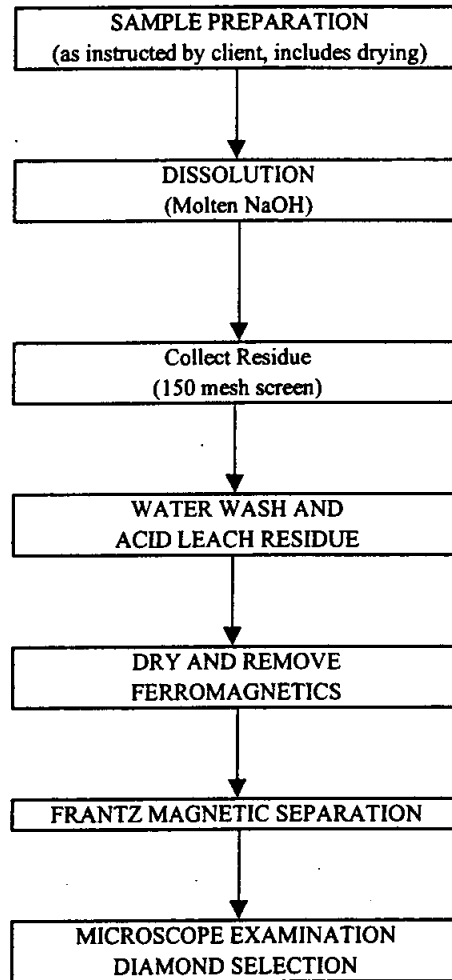 SAMPLE PREPARATION
(as instructed by client, includes drying)
DISSOLUTION
(Molten NaOH)
Collect Residue
(150 mesh screen)
WATER WASH AND
ACID LEACH RESIDUE
DRY AND REMOVE
FERROMAGNETICS
FRANTZ MAGNETIC SEPARATION
MICROSCOPE EXAMINATION
DIAMOND SELECTION